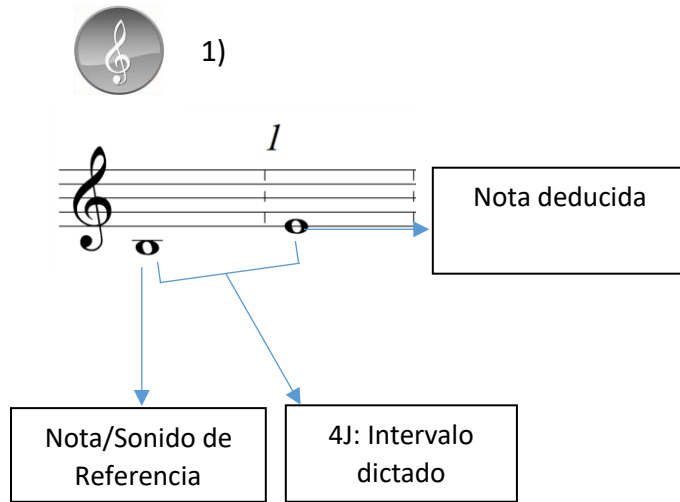 1)
1
Nota deducida
Nota/Sonido de
Referencia
4J: Intervalo
dictado